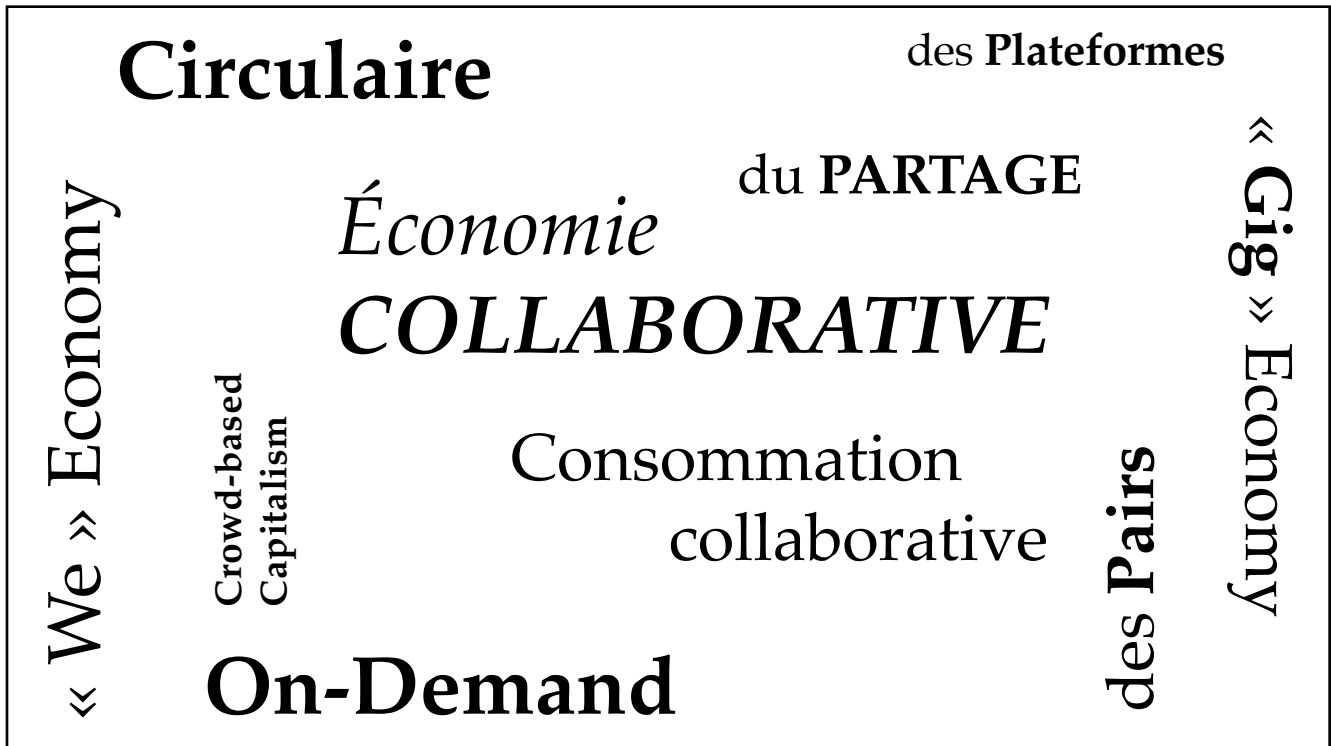 Circulaire
des Plateformes
du PARTAGE
Économie
COLLABORATIVE
« We » Economy
« Gig » Economy
Crowd-based
Capitalism
Consommation
collaborative
des Pairs
On-Demand